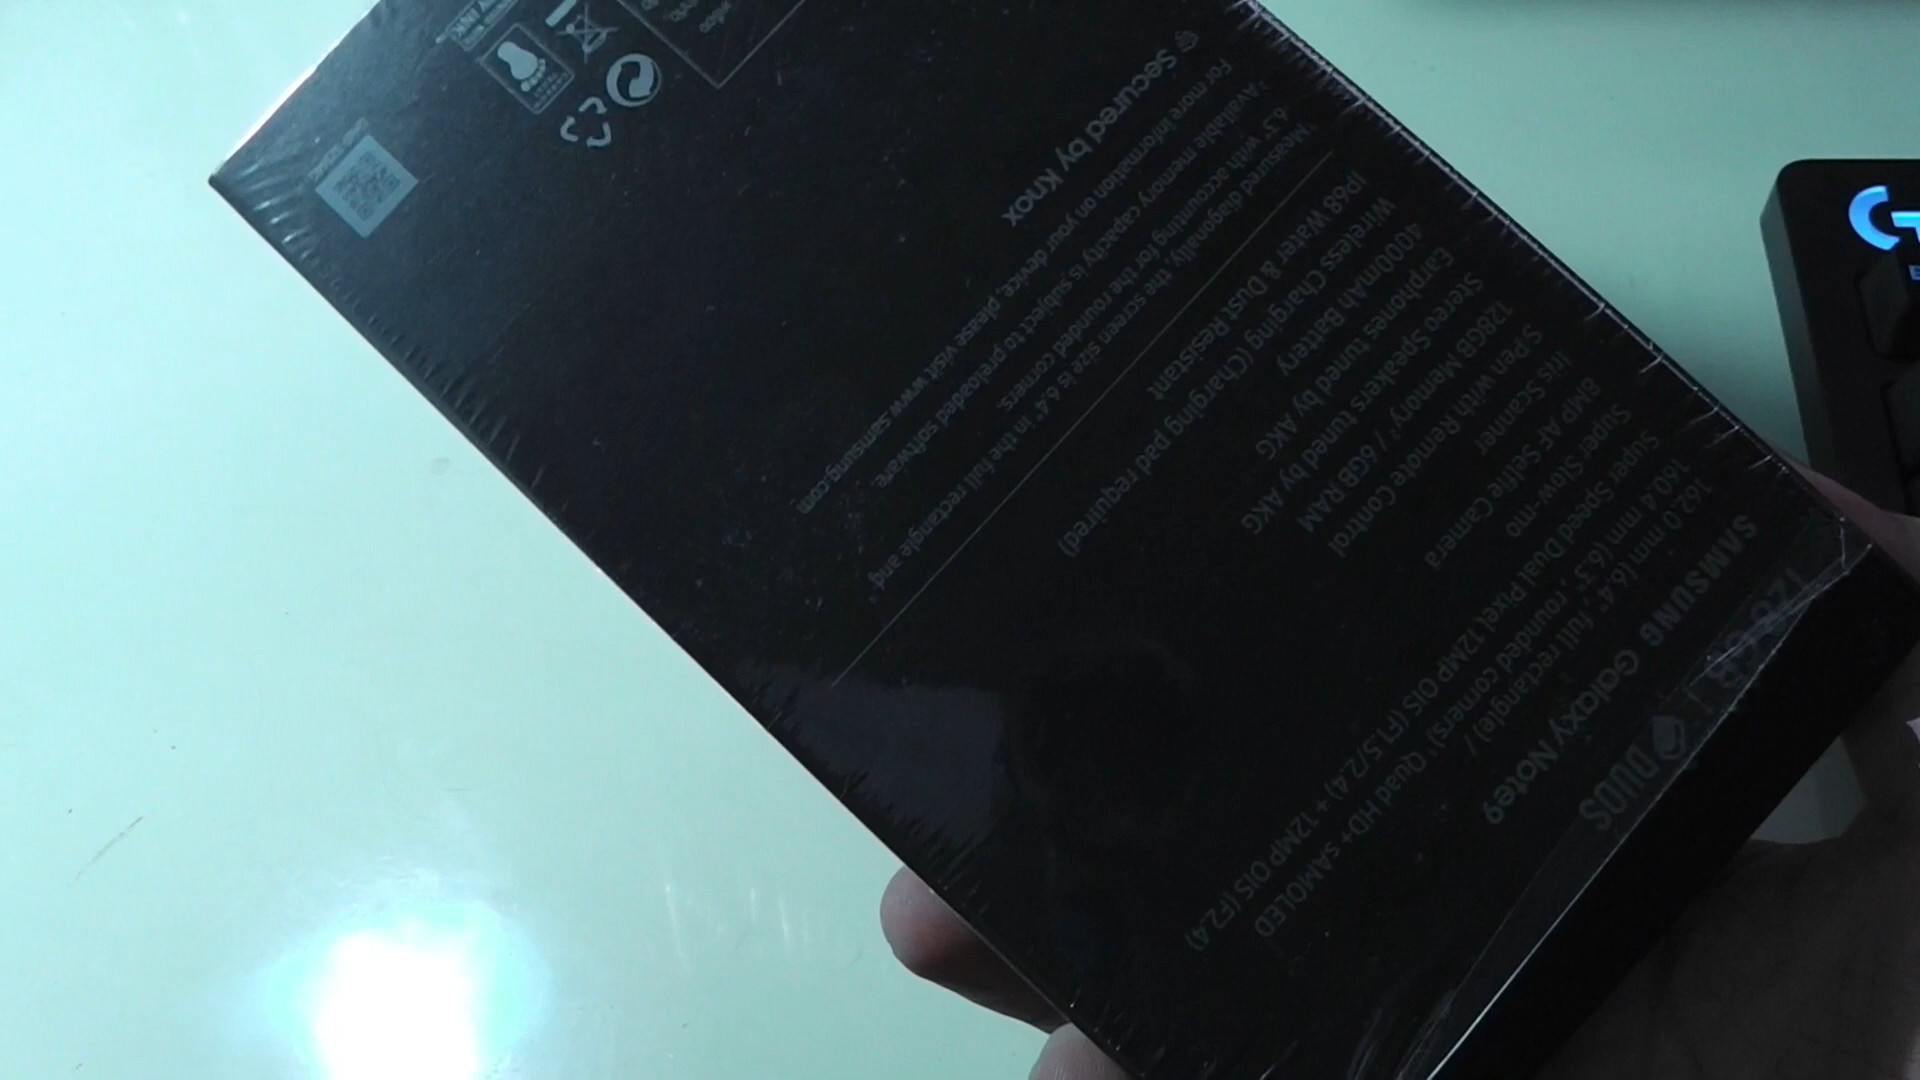 128GB
DUOS
SAMSUNG Galaxy Note9
162.0 mm (6.4", full rectangle) /
160.4 mm (6.3", rounded corners)¹ Quad HD+ sAMOLED
Super Speed Dual Pixel 12MP OIS (F1.5/2.4) + 12MP OIS (F2.4)
Super Slow-mo
8MP AF Selfie Camera
Iris Scanner
S Pen with Remote Control
128GB Memory² / 6GB RAM
Stereo Speakers tuned by AKG
Earphones tuned by AKG
4000mAh Battery
Wireless Charging (Charging pad required)
IP68 Water & Dust Resistant
¹Measured diagonally, the screen size is 6.4" in the full rectangle and
6.3" with accounting for the rounded corners.
²Available memory capacity is subject to preloaded software.
For more information on your device, please visit www.samsung.com
Secured by Knox